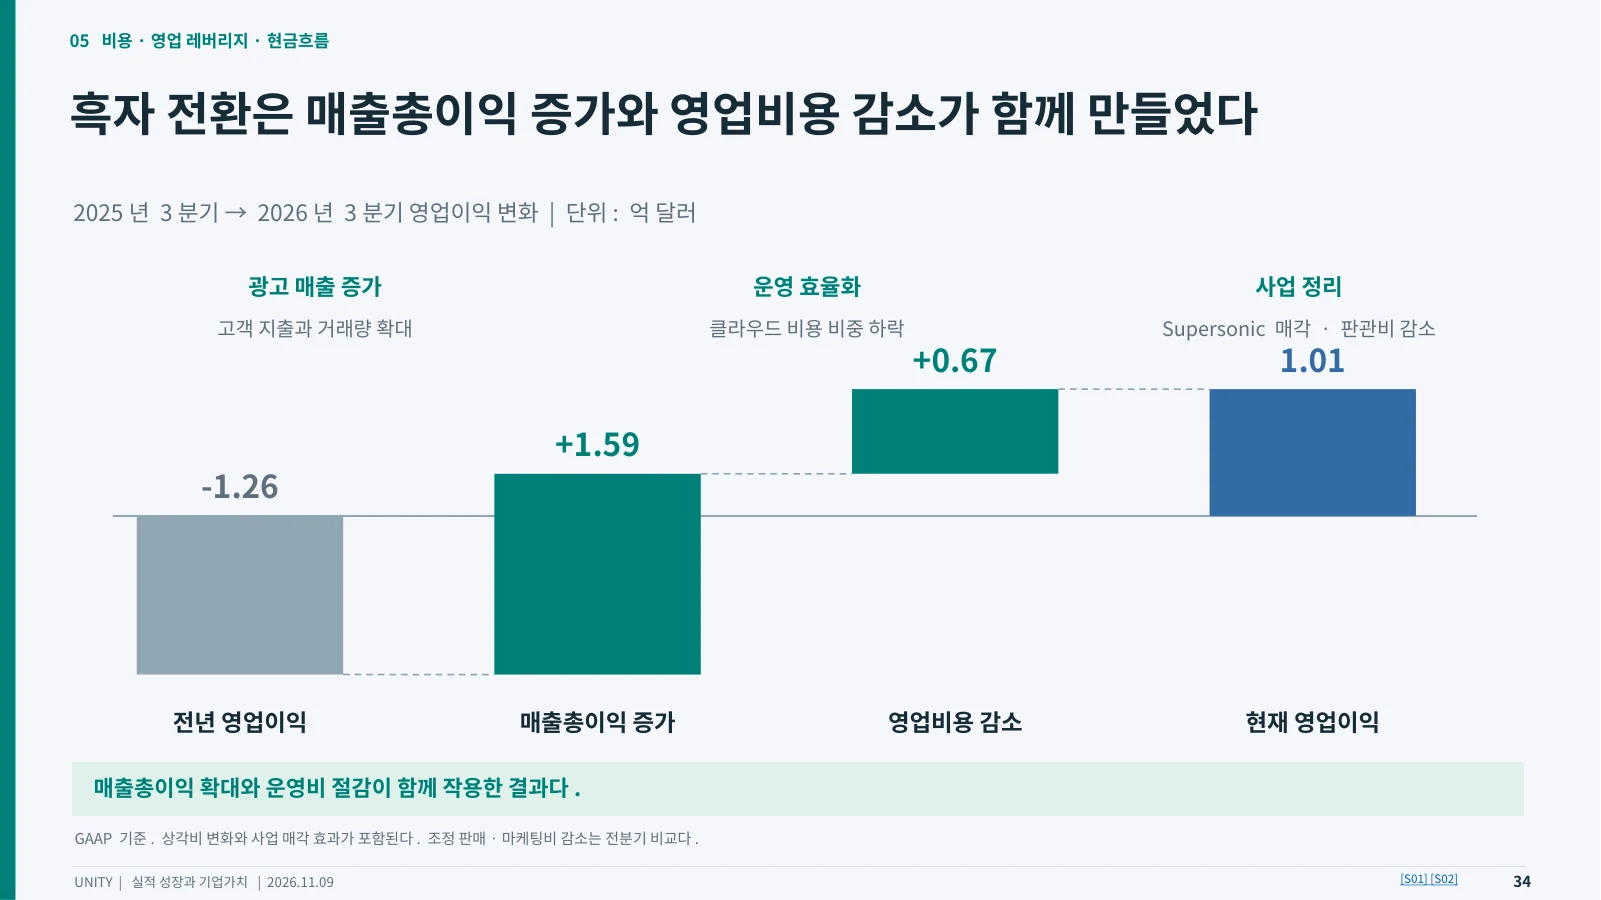 05 비용 · 영업 레버리지 · 현금흐름
흑자 전환은 매출총이익 증가와 영업비용 감소가 함께 만들었다
2025 년 3 분기 → 2026 년 3 분기 영업이익 변화 | 단위 : 억 달러
광고 매출 증가
고객 지출과 거래량 확대
운영 효율화
클라우드 비용 비중 하락
사업 정리
Supersonic 매각 · 판관비 감소
-1.26
+1.59
+0.67
1.01
전년 영업이익
매출총이익 증가
영업비용 감소
현재 영업이익
매출총이익 확대와 운영비 절감이 함께 작용한 결과다 .
GAAP 기준 . 상각비 변화와 사업 매각 효과가 포함된다 . 조정 판매 · 마케팅비 감소는 전분기 비교다 .
UNITY | 실적 성장과 기업가치 | 2026.11.09
[S01] [S02]
34